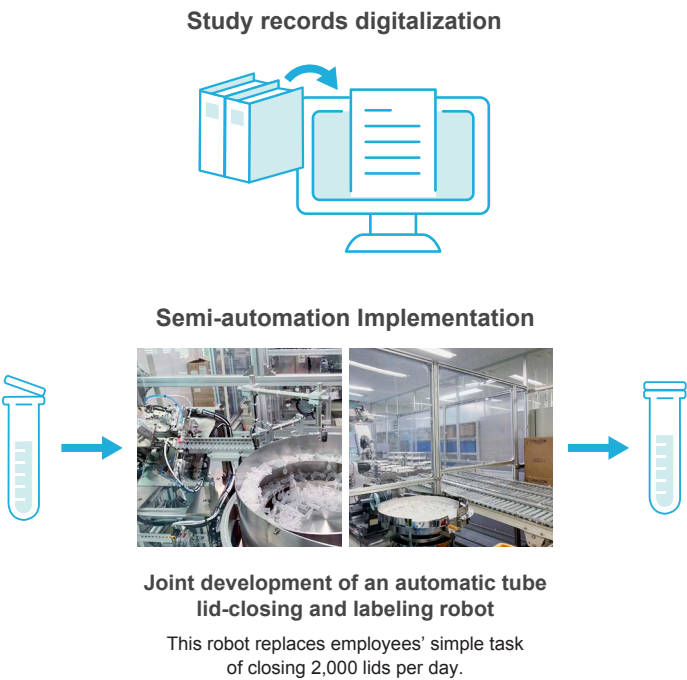 Study records digitalization
Semi-automation Implementation
Joint development of an automatic tube
lid-closing and labeling robot
This robot replaces employees’ simple task
of closing 2,000 lids per day.